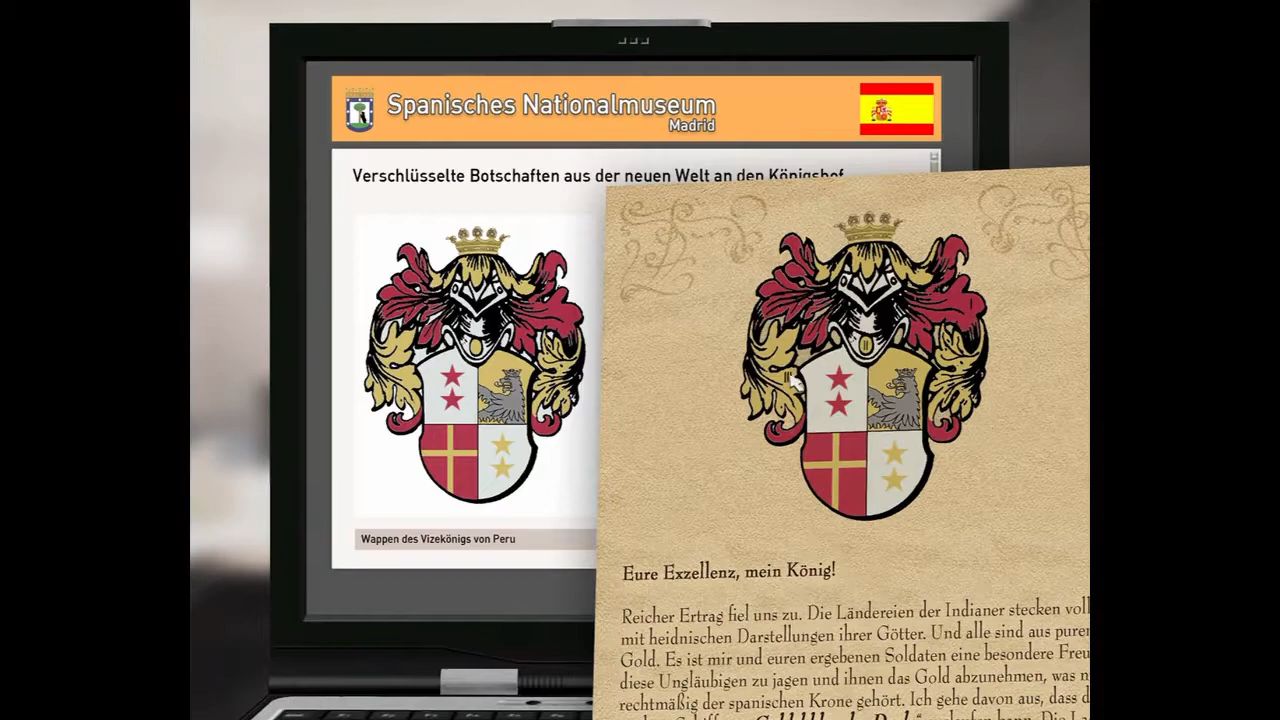 Spanisches Nationalmuseum
Madrid
Verschlüsselte Botschaften aus der neuen Welt an den Königshof
Wappen des Vizekönigs von Peru
Eure Exzellenz, mein König!
Reicher Ertrag fiel uns zu. Die Ländereien der Indianer stecken voll
mit heidnischen Darstellungen ihrer Götter. Und alle sind aus puren
Gold. Es ist mir und euren ergebenen Soldaten eine besondere Freu
diese Ungläubigen zu jagen und ihnen das Gold abzunehmen, was n
rechtmäßig der spanischen Krone gehört. Ich gehe davon aus, dass d